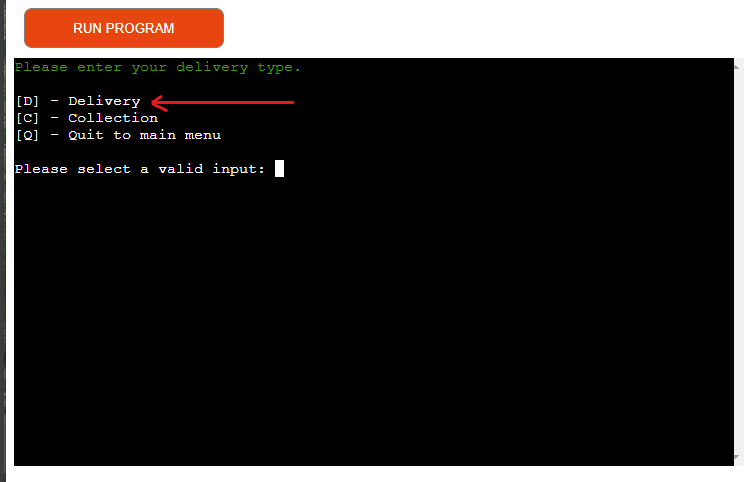 RUN PROGRAM
Please enter your delivery type.
[D] - Delivery
[C] - Collection
[Q] - Quit to main menu
Please select a valid input: